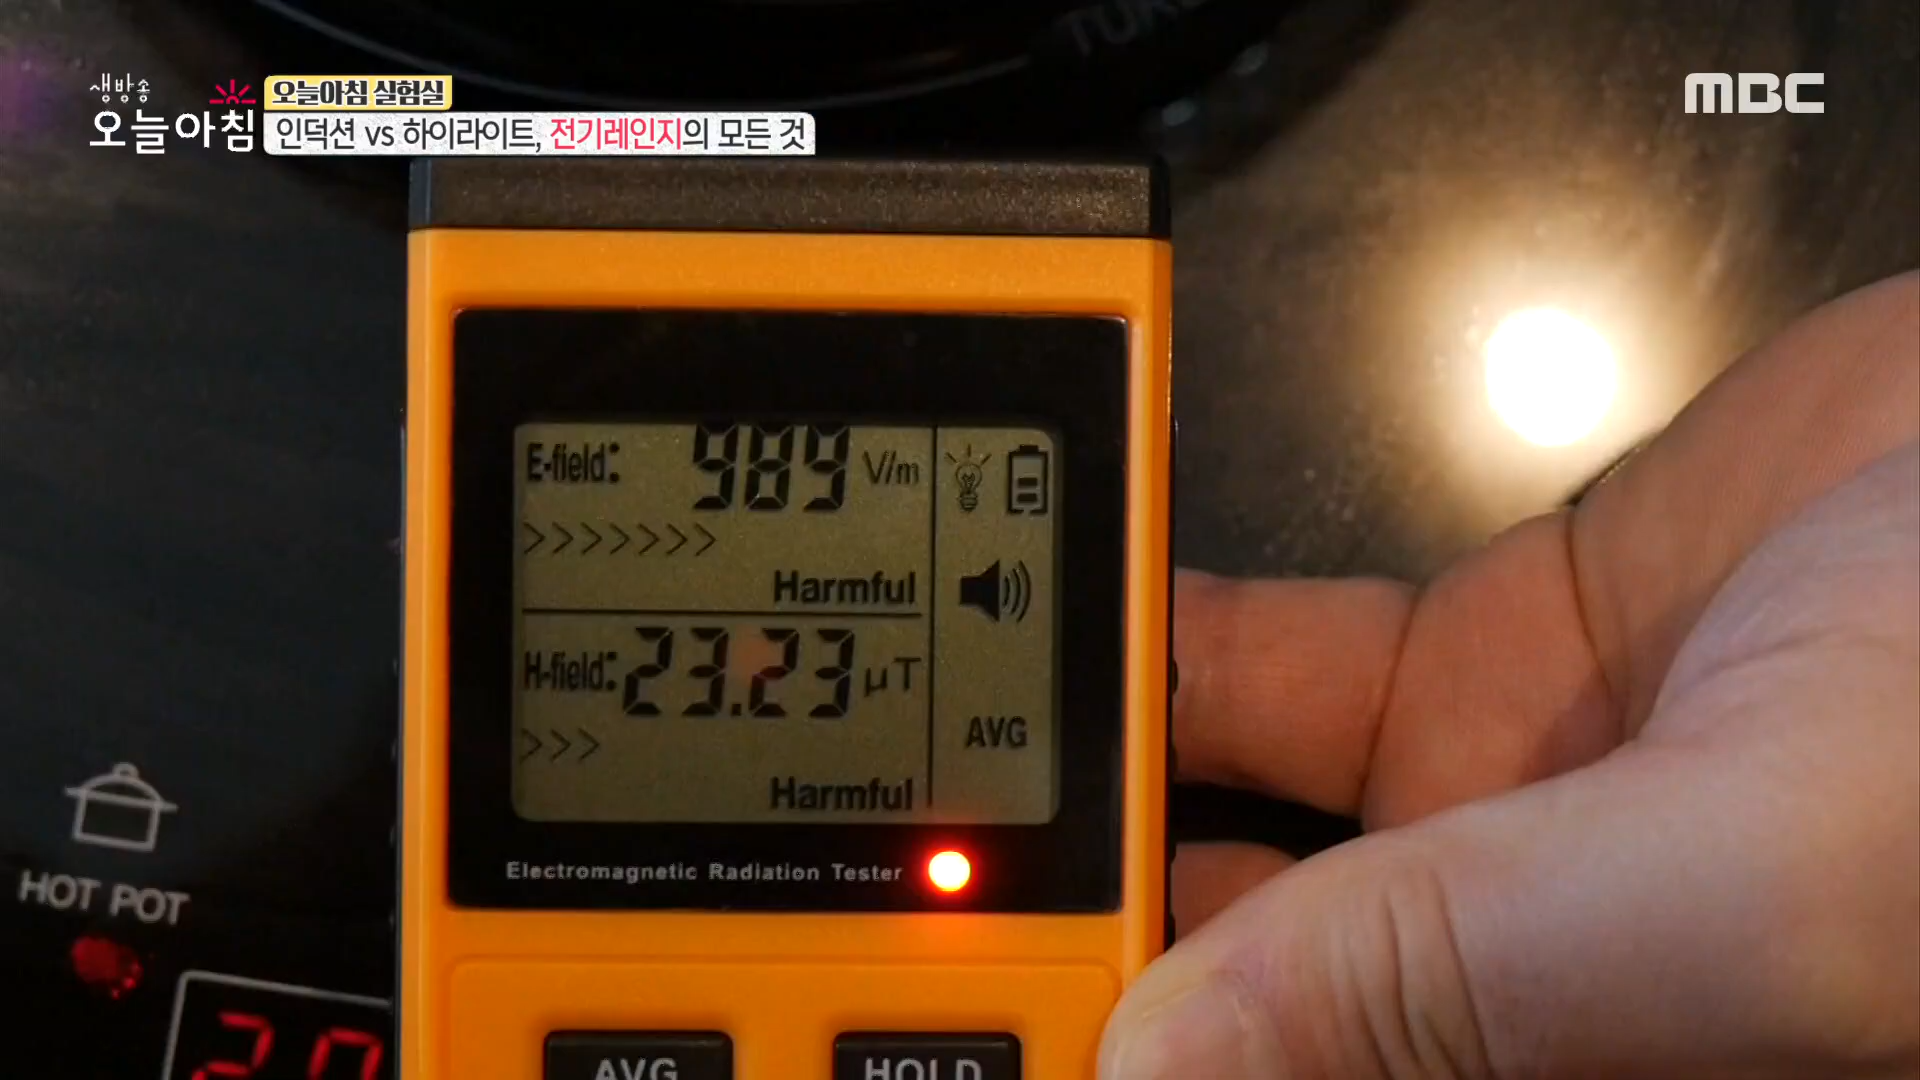 생방송
오늘아침
오늘아침 실험실
인덕션 vs 하이라이트, 전기레인지의 모든 것
MBC
E-field: 989 V/m
>>>>>>>
Harmful
H-field: 23.23 µT
>>>
AVG
Harmful
Electromagnetic Radiation Tester
HOT POT
AVG HOLD